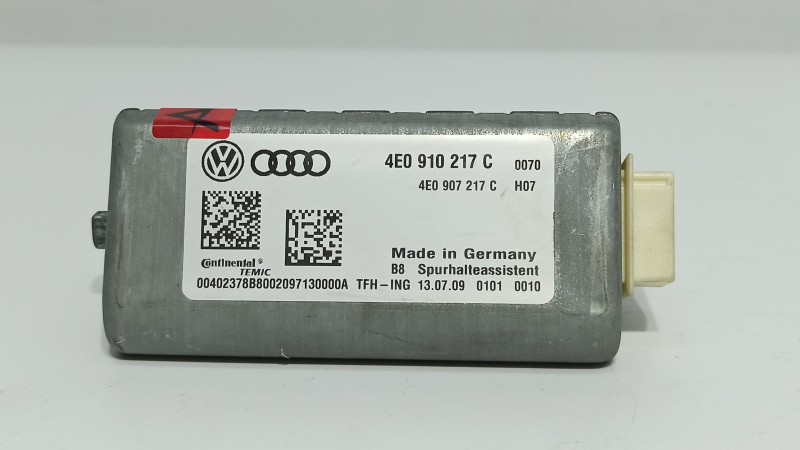 A
4E0 910 217 C 0070
4E0 907 217 C H07
Made in Germany
Continental®
TEMIC
B8 Spurhalteassistent
00402378B8002097130000A TFH-ING 13.07.09 0101 0010